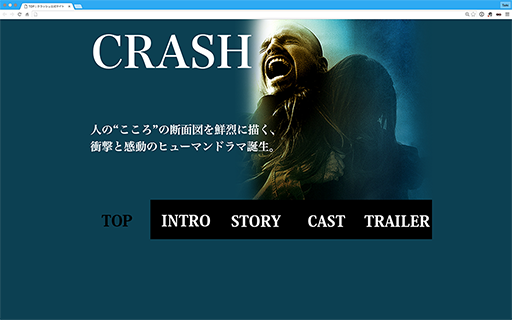 CRASH
人の“こころ”の断面図を鮮烈に描く、
衝撃と感動のヒューマンドラマ誕生。
TOP
INTRO
STORY
CAST
TRAILER